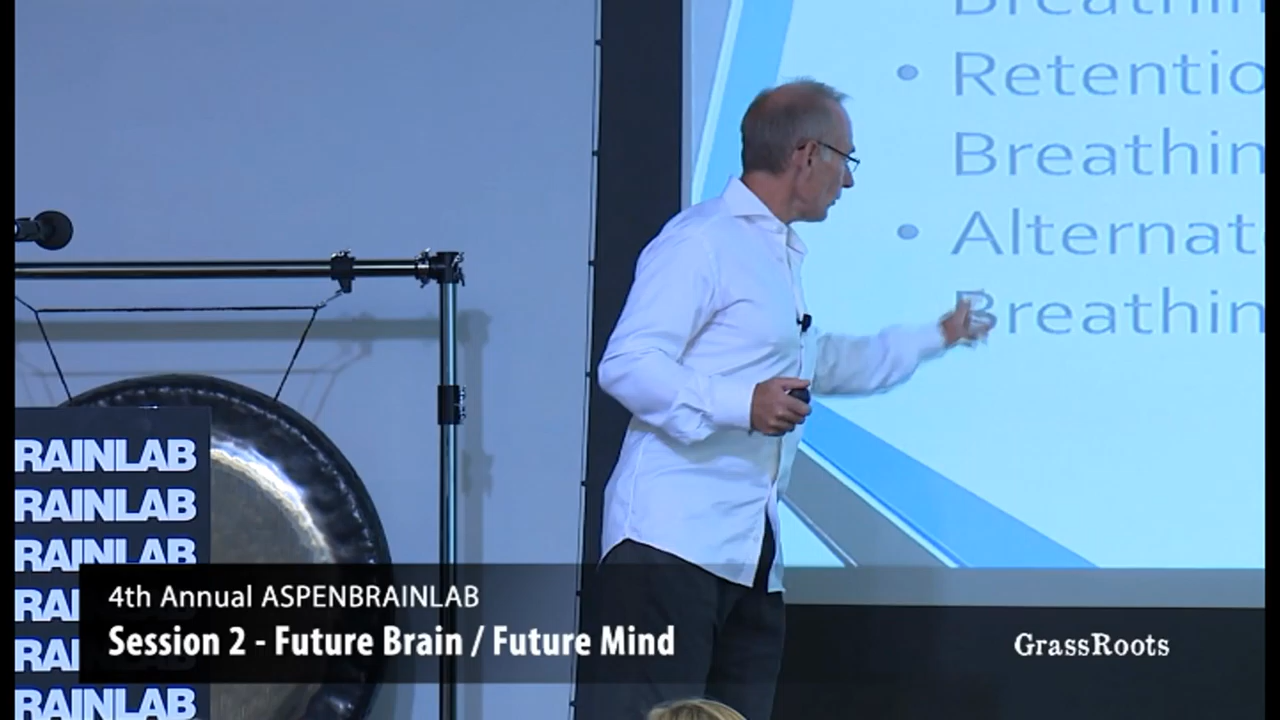 Breathin
• Retentio
Breathin
• Alternat
Breathin
RAINLAB
RAINLAB
RAINLAB
RAI
RAI
RAINLAB
4th Annual ASPENBRAINLAB
Session 2 - Future Brain / Future Mind
GrassRoots